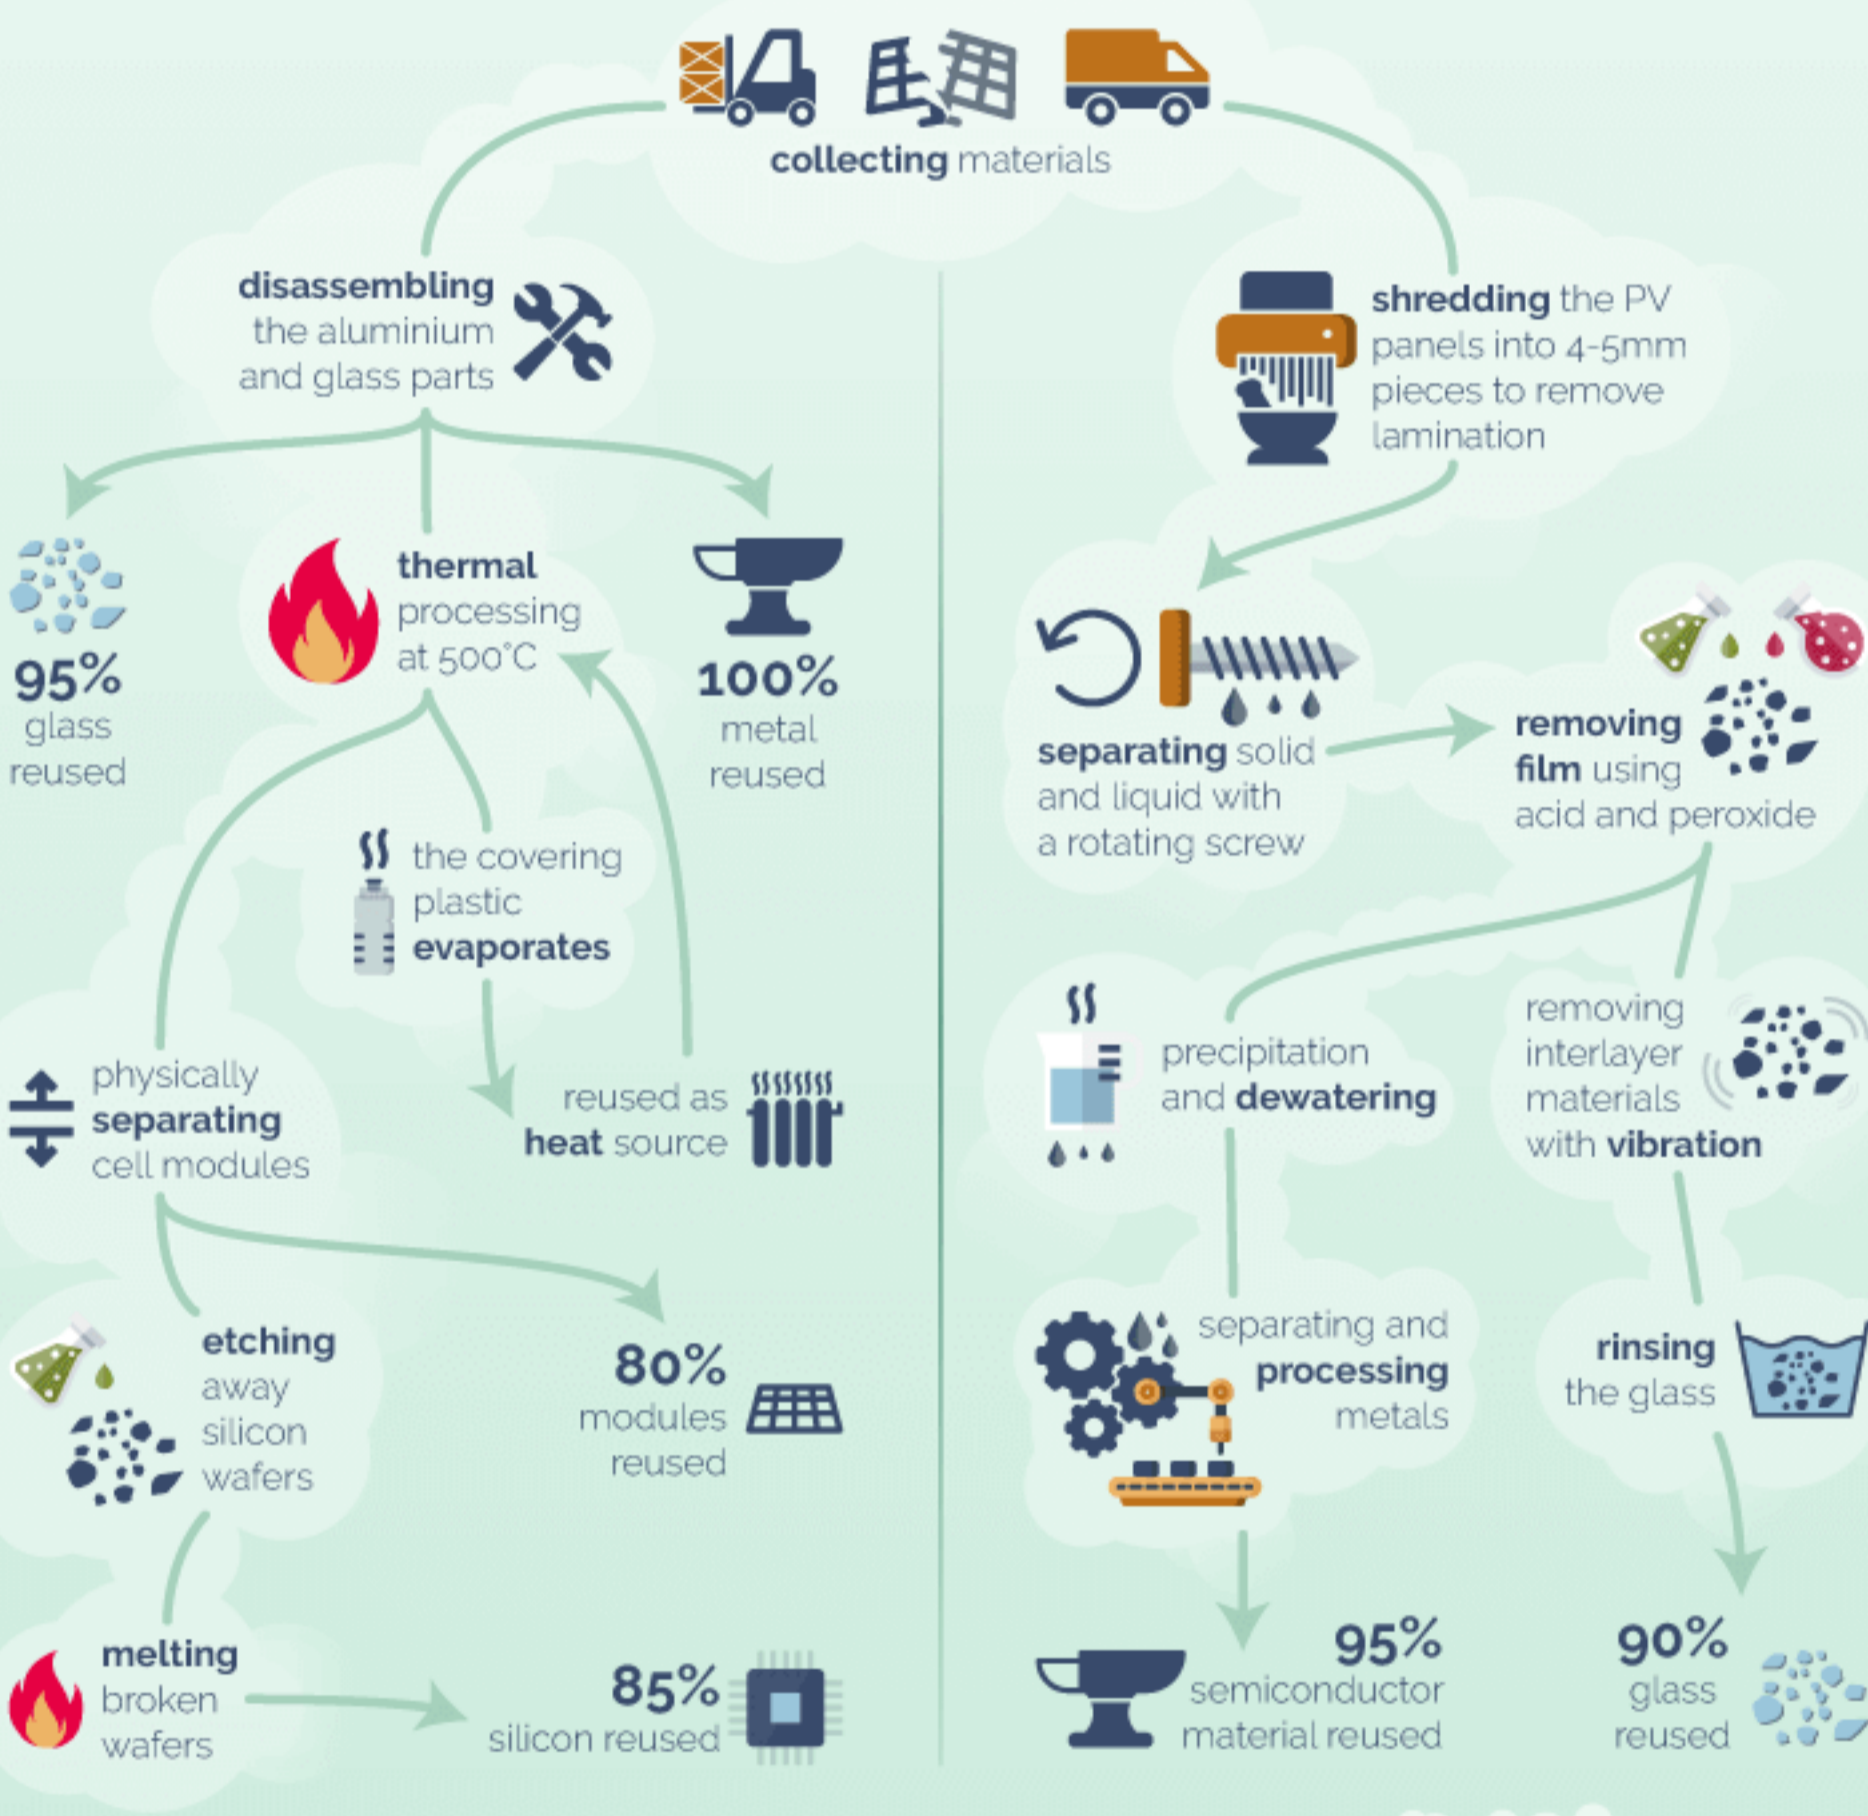 collecting materials
disassembling
the aluminium
and glass parts
95%
glass
reused
thermal
processing
at 500°C
100%
metal
reused
the covering
plastic
evaporates
physically
separating
cell modules
reused as
heat source
etching
away
silicon
wafers
80%
modules
reused
melting
broken
wafers
85%
silicon reused
shredding the PV
panels into 4-5mm
pieces to remove
lamination
separating solid
and liquid with
a rotating screw
removing
film using
acid and peroxide
precipitation
and dewatering
removing
interlayer
materials
with vibration
separating and
processing
metals
rinsing
the glass
95%
semiconductor
material reused
90%
glass
reused